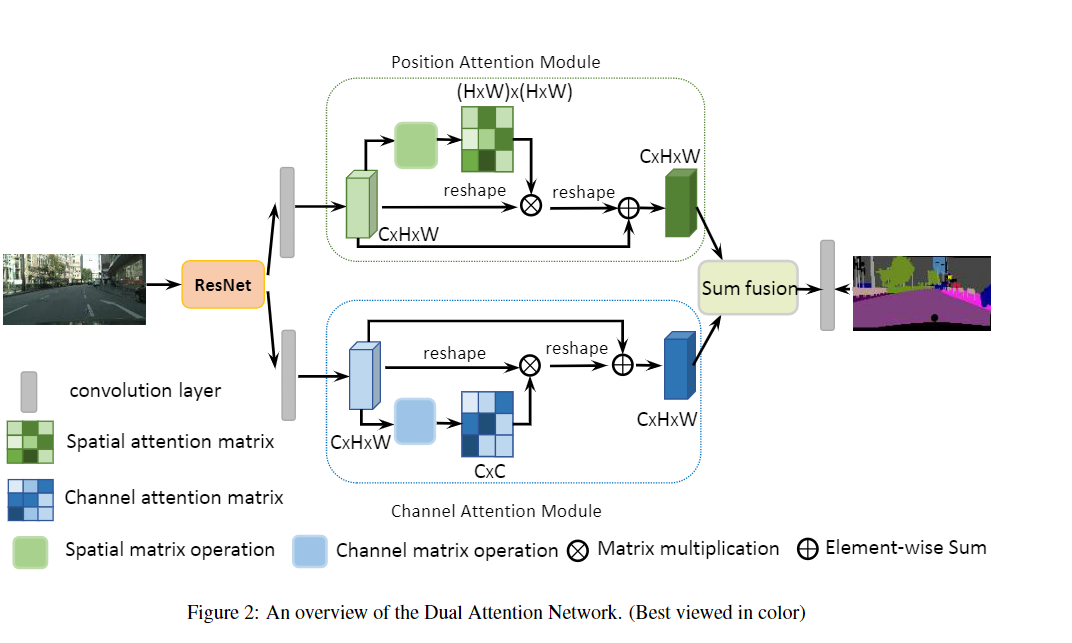 Position Attention Module
(HxW)x(HxW)
CxHxW
reshape
reshape
CxHxW
ResNet
Sum fusion
reshape
reshape
convolution layer
CxHxW
CxHxW
Spatial attention matrix
CxC
Channel attention matrix
Channel Attention Module
Spatial matrix operation
Channel matrix operation
Matrix multiplication
Element-wise Sum
Figure 2: An overview of the Dual Attention Network. (Best viewed in color)